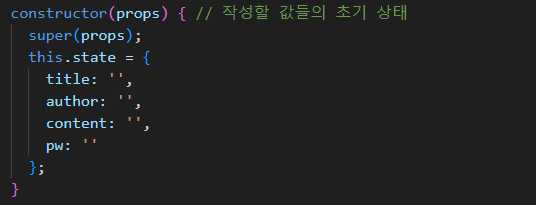 constructor(props) { // 작성할 값들의 초기 상태
super(props);
this.state = {
title: '',
author: '',
content: '',
pw: ''
};
}